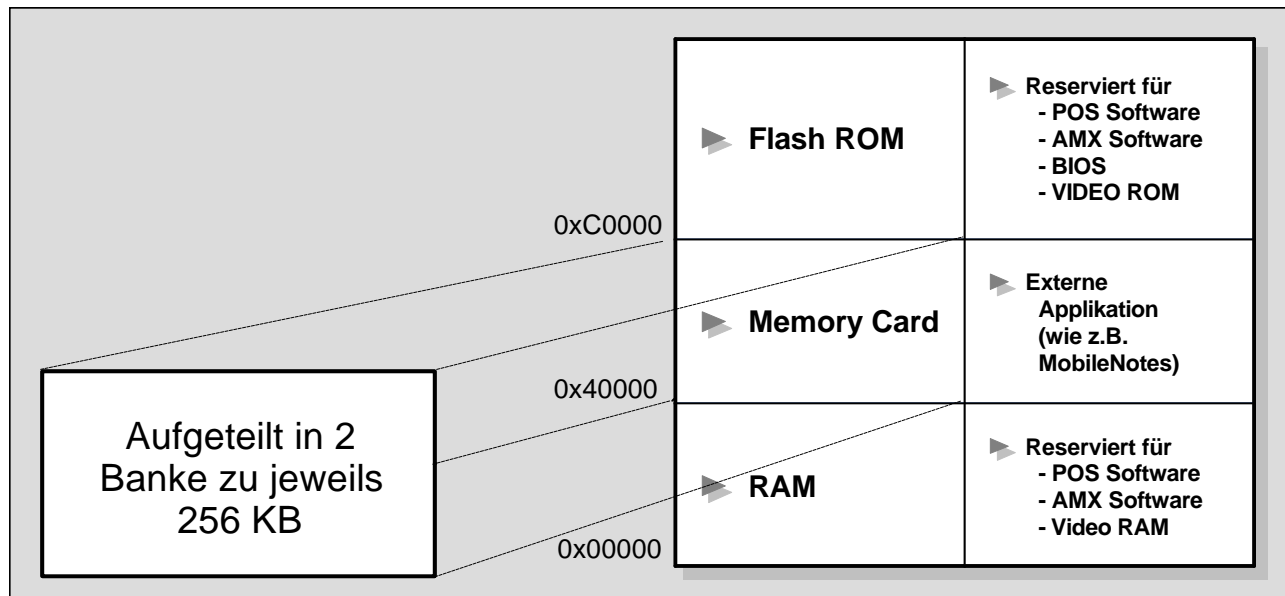 Flash ROM
Reserviert für
- POS Software
- AMX Software
- BIOS
- VIDEO ROM
0xC0000
Memory Card
Externe
Applikation
(wie z.B.
MobileNotes)
0x40000
Aufgeteilt in 2
Banke zu jeweils
256 KB
RAM
Reserviert für
- POS Software
- AMX Software
- Video RAM
0x00000